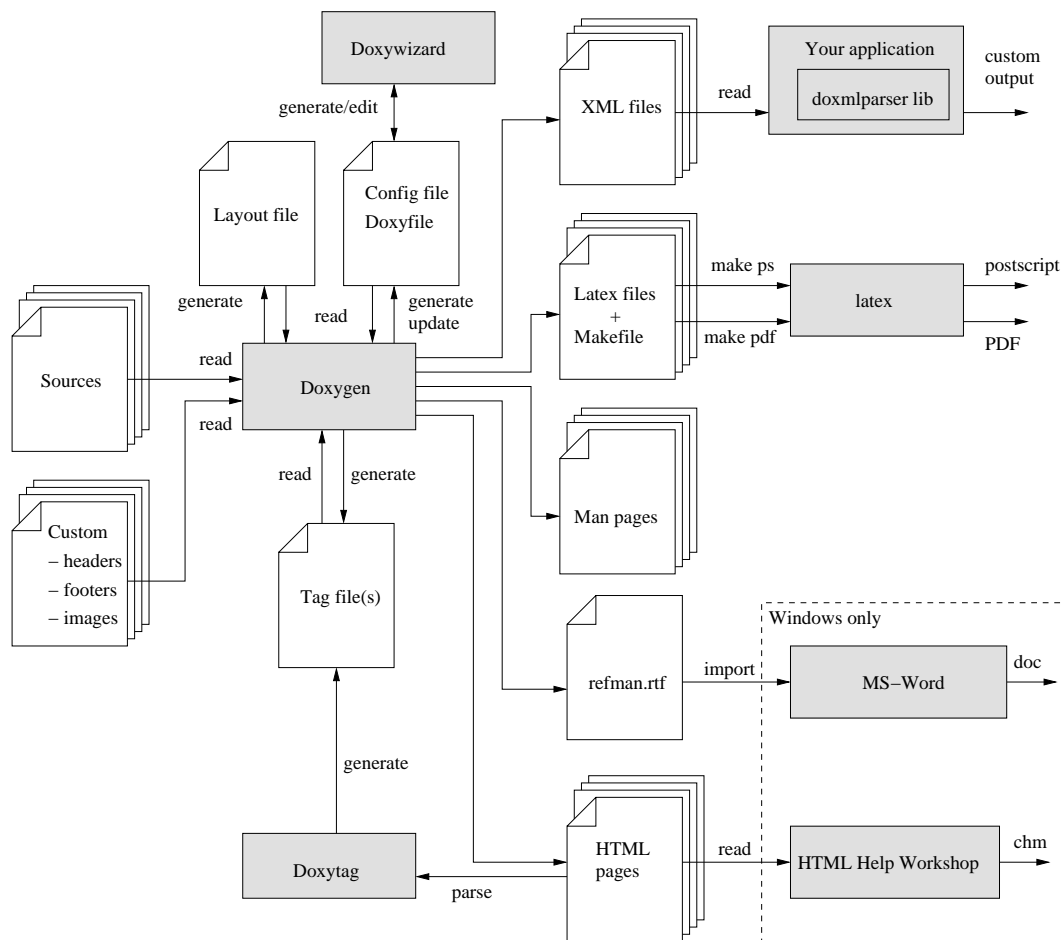 Doxywizard
generate/edit
Layout file
Config file
Doxyfile
generate
read
generate
update
Sources
read
Doxygen
read
Custom
– headers
– footers
– images
read
generate
Tag file(s)
generate
Doxytag
parse
XML files
read
Your application
doxmlparser lib
custom
output
Latex files
+
Makefile
make ps
make pdf
latex
postscript
PDF
Man pages
refman.rtf
import
Windows only
MS–Word
doc
HTML
pages
read
HTML Help Workshop
chm